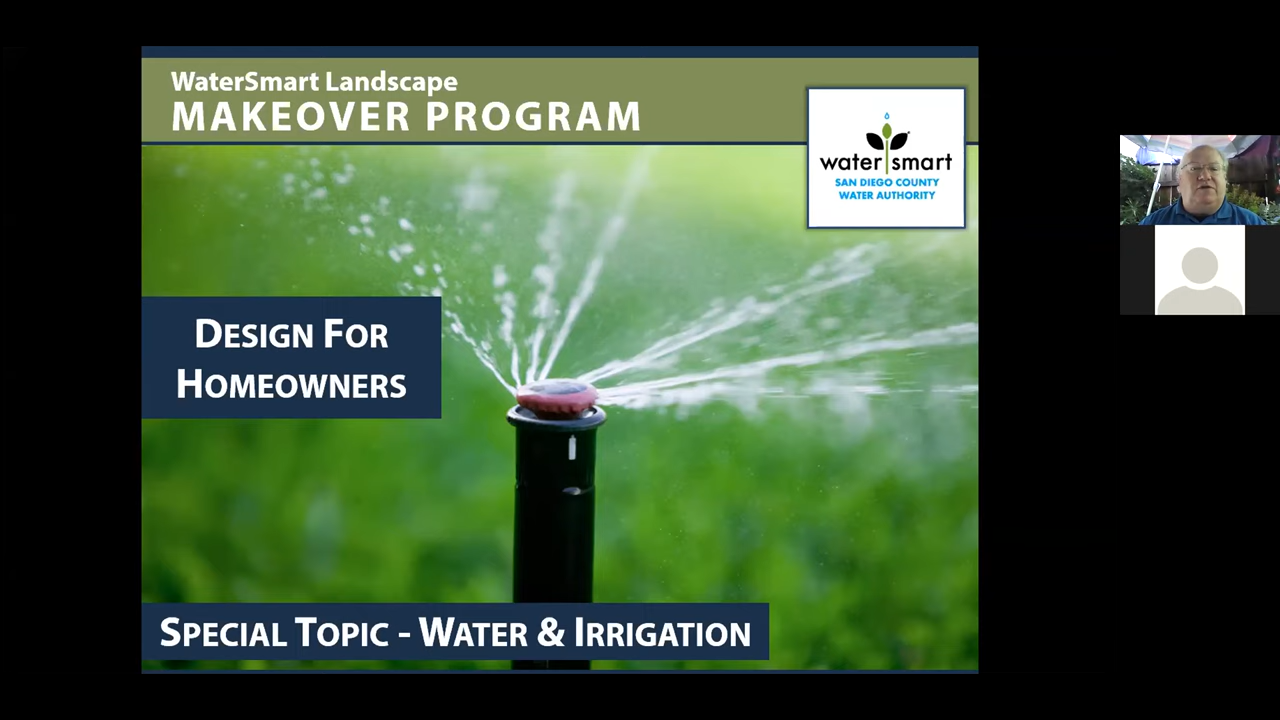 WaterSmart Landscape
MAKEOVER PROGRAM
water smart
SAN DIEGO COUNTY
WATER AUTHORITY
DESIGN FOR
HOMEOWNERS
SPECIAL TOPIC - WATER & IRRIGATION